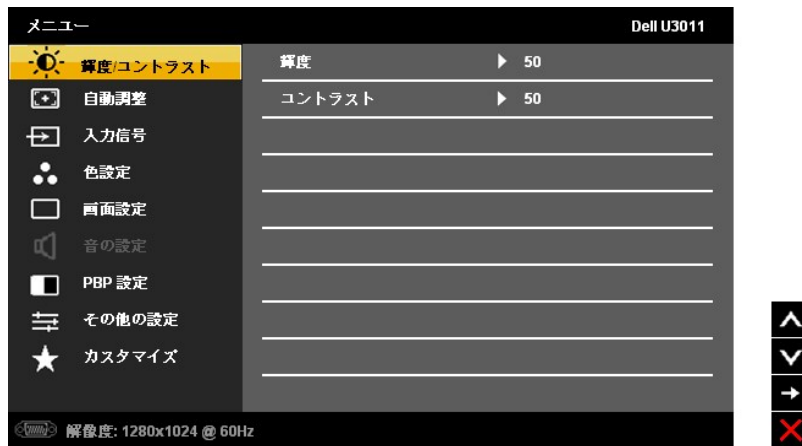 メニュー Dell U3011
輝度/コントラスト
自動調整
入力信号
色設定
画面設定
音の設定
PBP 設定
その他の設定
カスタマイズ
輝度 50
コントラスト 50
解像度: 1280x1024 @ 60Hz